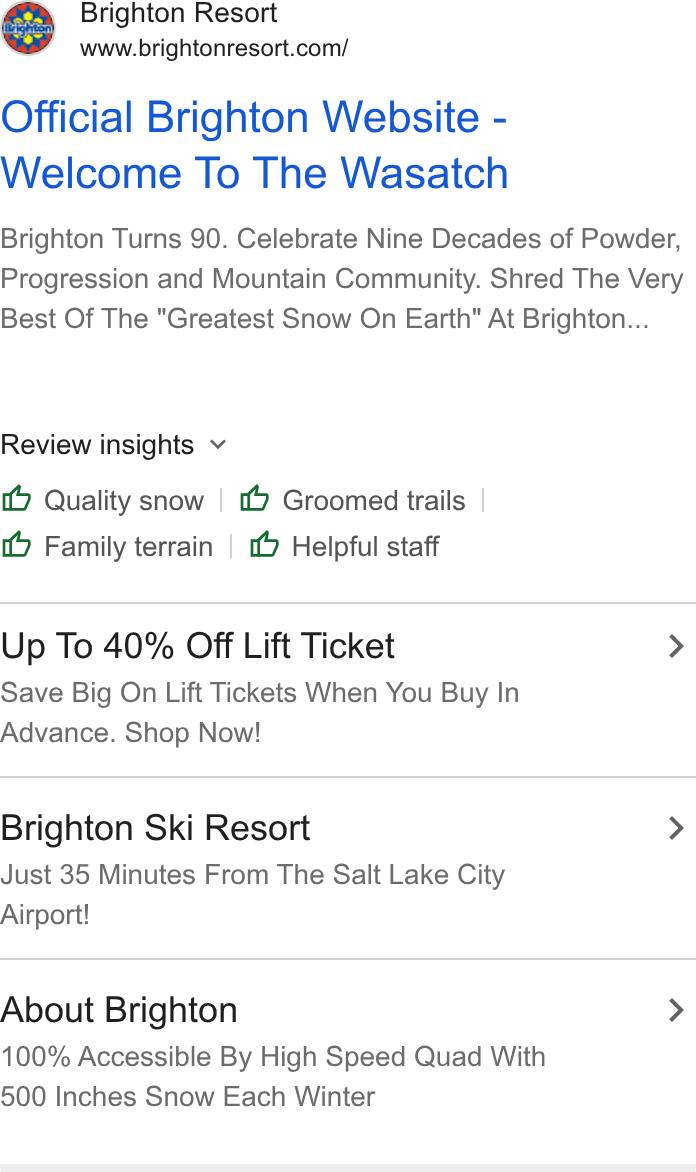 Brighton
Brighton Resort
www.brightonresort.com/
Official Brighton Website -
Welcome To The Wasatch
Brighton Turns 90. Celebrate Nine Decades of Powder,
Progression and Mountain Community. Shred The Very
Best Of The "Greatest Snow On Earth" At Brighton...
Review insights
Quality snow
Groomed trails
Family terrain
Helpful staff
Up To 40% Off Lift Ticket
Save Big On Lift Tickets When You Buy In
Advance. Shop Now!
Brighton Ski Resort
Just 35 Minutes From The Salt Lake City
Airport!
About Brighton
100% Accessible By High Speed Quad With
500 Inches Snow Each Winter